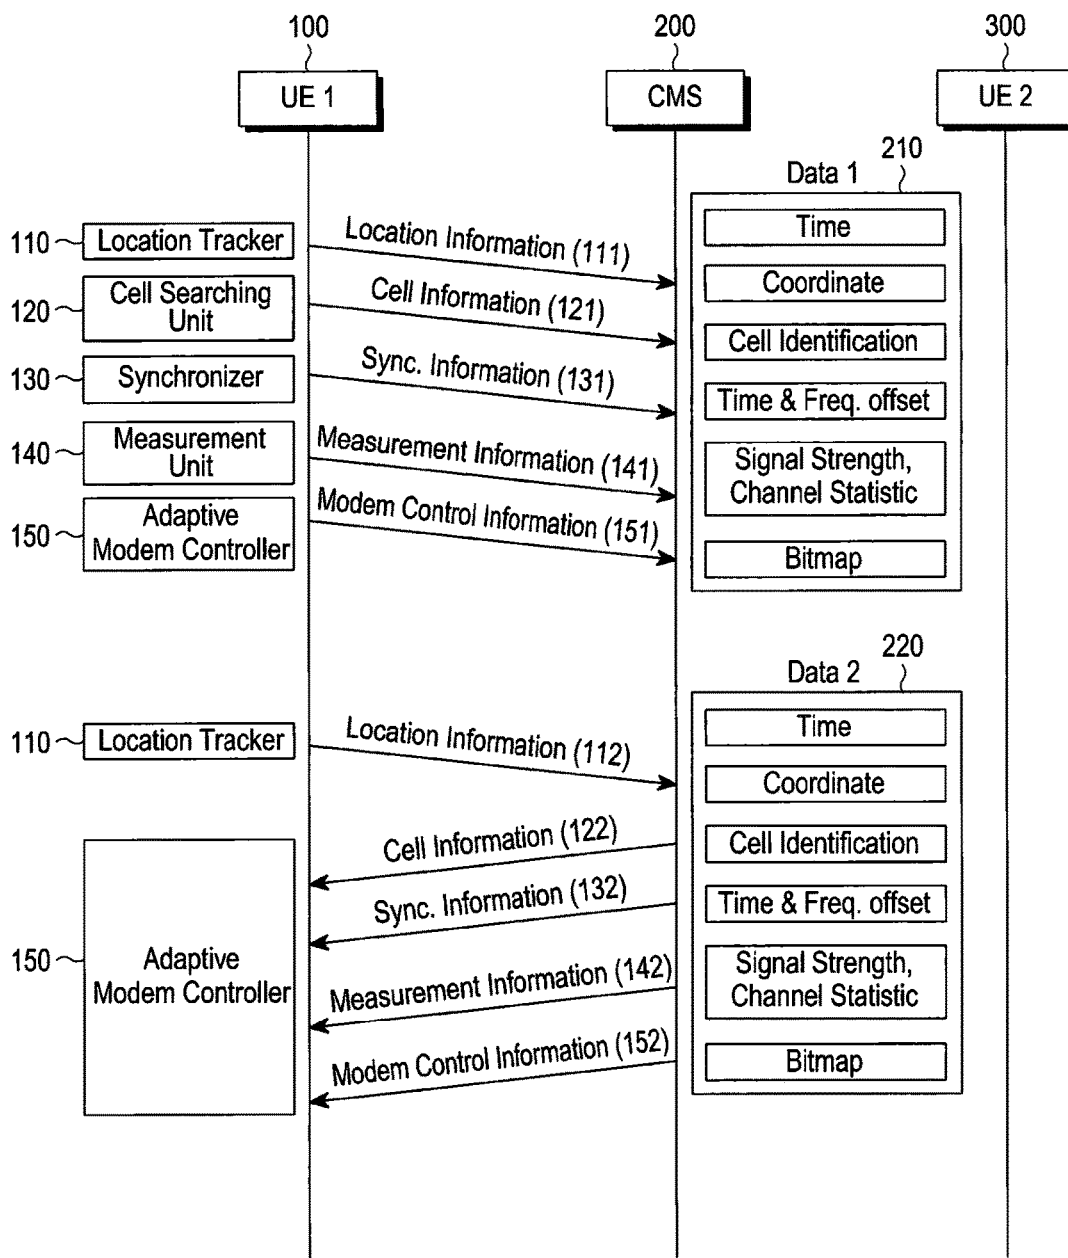 100
200
300
UE 1
CMS
UE 2
210
Data 1
110
Location Tracker
Location Information (111)
Time
120
Cell Searching
Unit
Cell Information (121)
Coordinate
Cell Identification
130
Synchronizer
Sync. Information (131)
Time & Freq. offset
140
Measurement
Unit
Measurement Information (141)
Signal Strength,
Channel Statistic
150
Adaptive
Modem Controller
Modem Control Information (151)
Bitmap
220
Data 2
110
Location Tracker
Location Information (112)
Time
Coordinate
Cell Information (122)
Cell Identification
Sync. Information (132)
Time & Freq. offset
150
Adaptive
Modem Controller
Measurement Information (142)
Signal Strength,
Channel Statistic
Modem Control Information (152)
Bitmap